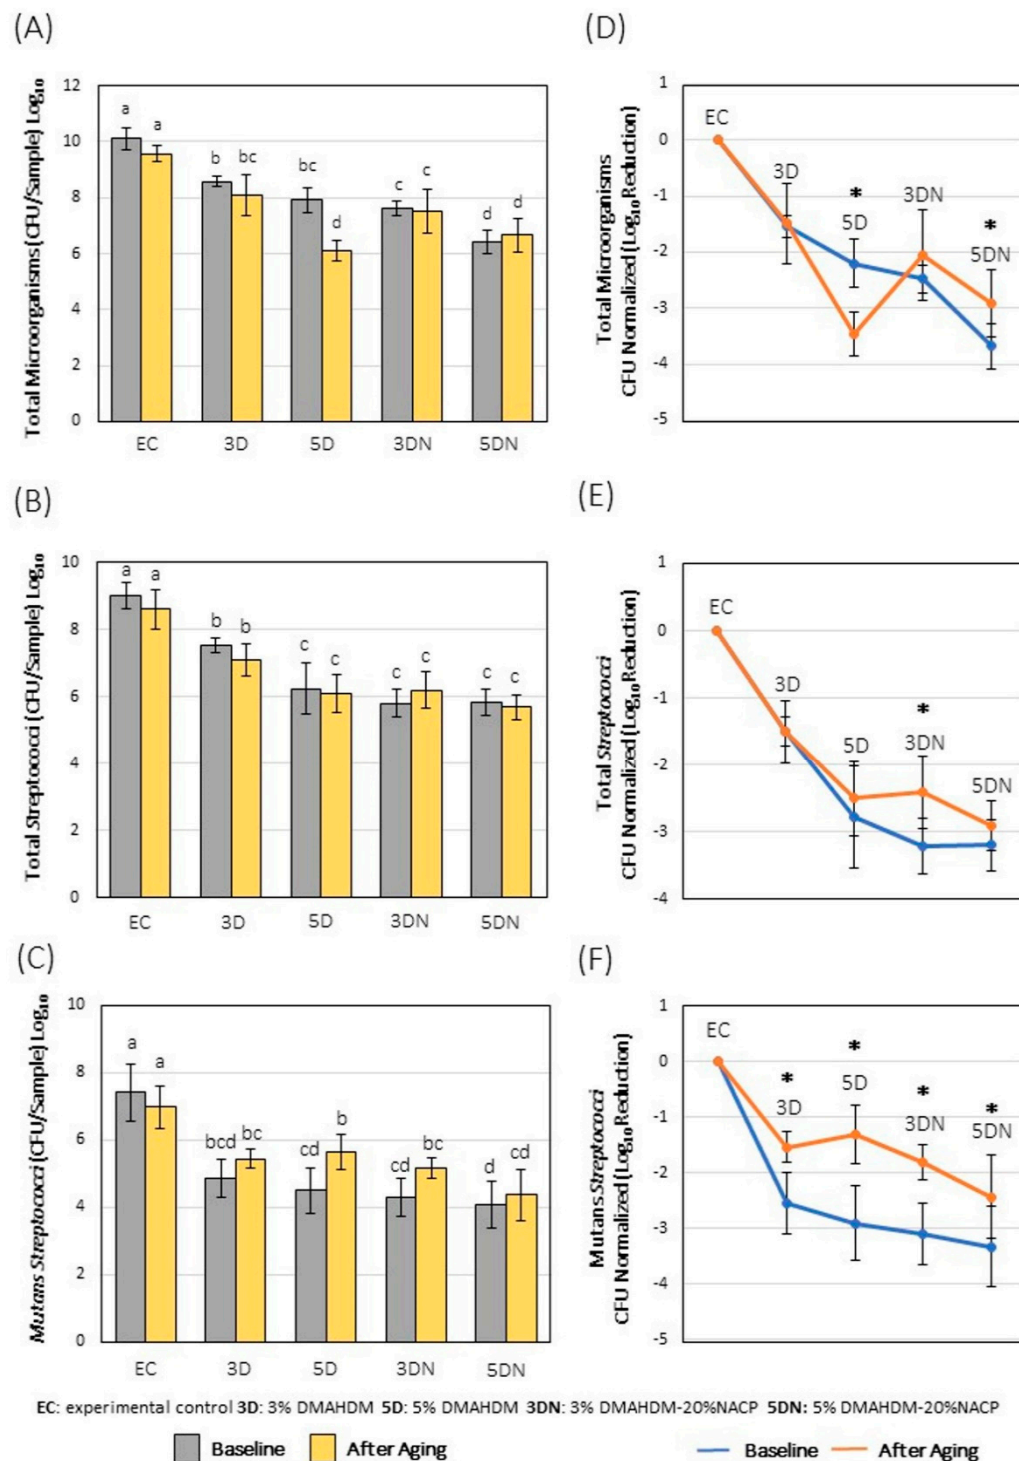 (A)
Total Microorganisms (CFU/Sample) Log₁₀
12
10
8
6
4
2
0
a a b bc bc d c c d d
EC 3D 5D 3DN 5DN
(D)
Total Microorganisms
CFU Normalized (Log₁₀ Reduction)
1
0
-1
-2
-3
-4
-5
EC
3D
*
5D
3DN
*
5DN
(B)
Total Streptococci (CFU/Sample) Log₁₀
10
8
6
4
2
0
a a b b c c c c c c
EC 3D 5D 3DN 5DN
(E)
Total Streptococci
CFU Normalized (Log₁₀ Reduction)
1
0
-1
-2
-3
-4
EC
3D
5D
*
3DN
5DN
(C)
Mutans Streptococci (CFU/Sample) Log₁₀
10
8
6
4
2
0
a a bcd bc cd b cd bc d d
EC 3D 5D 3DN 5DN
(F)
Mutans Streptococci
CFU Normalized (Log₁₀ Reduction)
1
0
-1
-2
-3
-4
-5
EC
*
3D
*
5D
*
3DN
*
5DN
EC: experimental control 3D: 3% DMAHDM 5D: 5% DMAHDM 3DN: 3% DMAHDM-20%NACP 5DN: 5% DMAHDM-20%NACP
Baseline After Aging Baseline After Aging